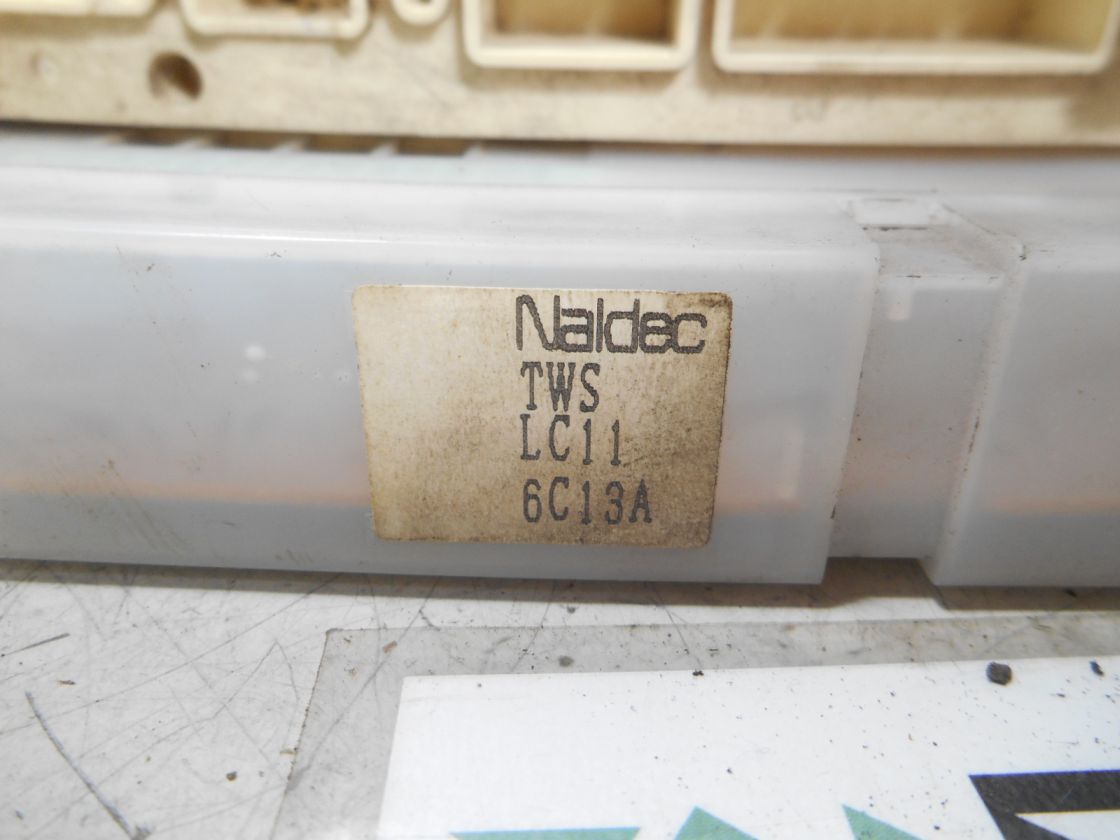 Naldec
TWS
LC11
6C13A